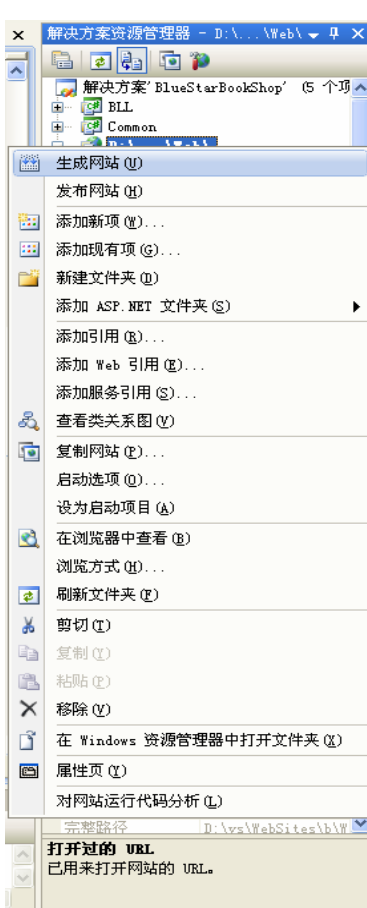 解决方案资源管理器 - D:\...\Web\
解决方案'BlueStarBookShop' (5 个项
BLL
Common
D:\...\Web\
生成网站(U)
发布网站(H)
添加新项(W)...
添加现有项(G)...
新建文件夹(D)
添加 ASP.NET 文件夹(S)
添加引用(R)...
添加 Web 引用(E)...
添加服务引用(S)...
查看类关系图(V)
复制网站(P)...
启动选项(O)...
设为启动项目(A)
在浏览器中查看(B)
浏览方式(H)...
刷新文件夹(F)
剪切(T)
复制(Y)
粘贴(P)
移除(V)
在 Windows 资源管理器中打开文件夹(X)
属性页(Y)
对网站运行代码分析(L)
完整路径 D:\vs\WebSites\b\W
打开过的 URL
已用来打开网站的 URL。